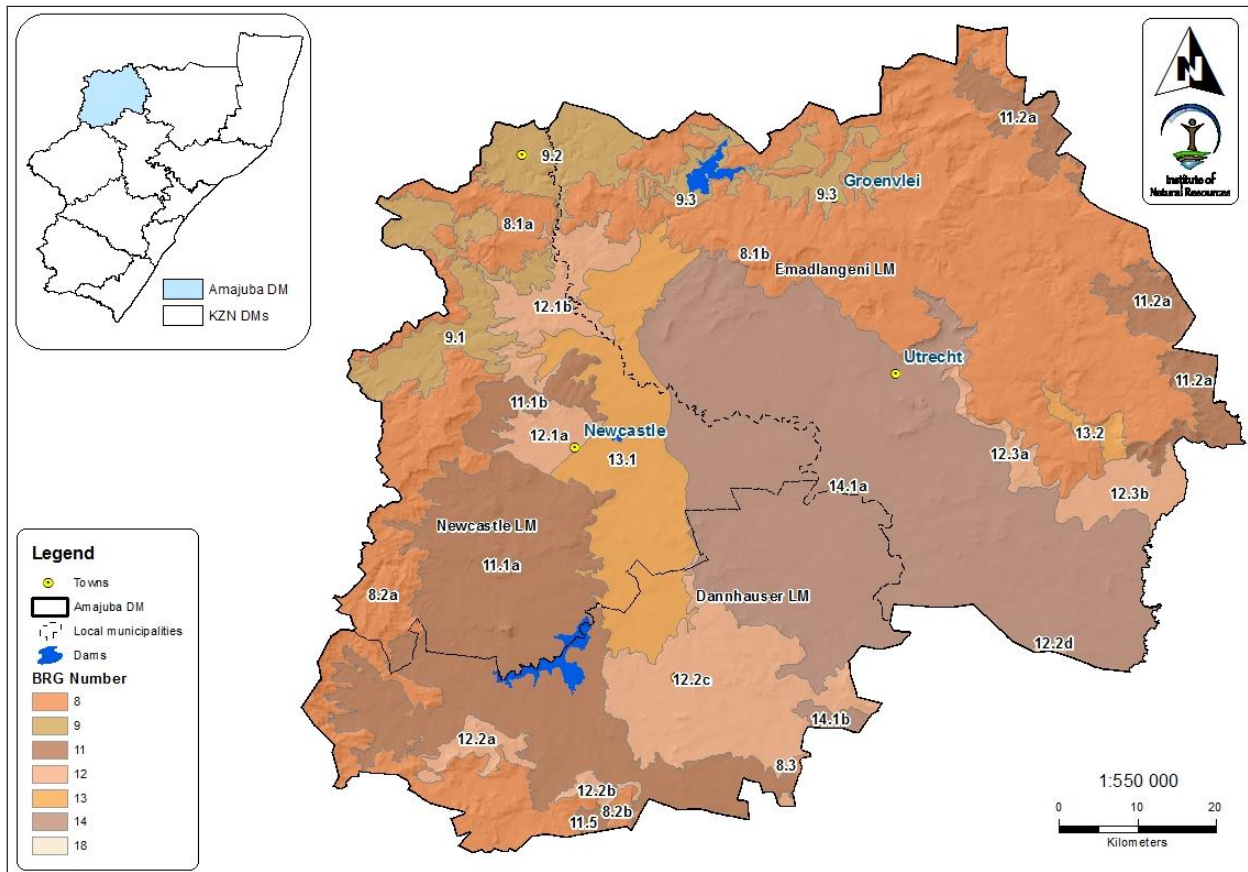 Amajuba DM
KZN DMs
N
Institute of
Natural Resources
11.2a
9.2
9.3
9.3
Groenvlei
8.1a
8.1b
Emadlangeni LM
11.2a
12.1b
9.1
Utrecht
11.2a
11.1b
12.1a
Newcastle
13.1
13.2
12.3a
12.3b
14.1a
Newcastle LM
11.1a
8.2a
Dannhauser LM
12.2d
12.2c
14.1b
12.2a
8.3
12.2b
8.2b
11.5
Legend
Towns
Amajuba DM
Local municipalities
Dams
BRG Number
8
9
11
12
13
14
18
1:550 000
0 10 20
Kilometers